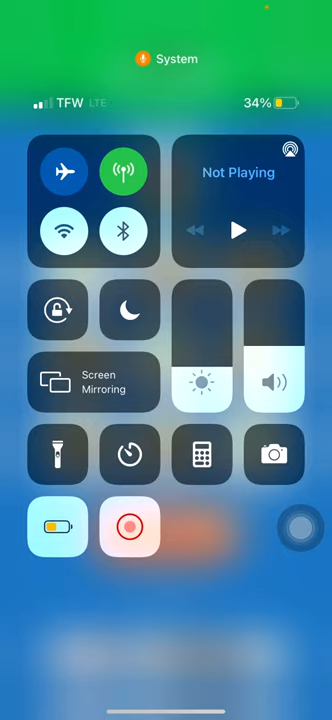 System
TFW LTE 34%
Not Playing
Screen
Mirroring